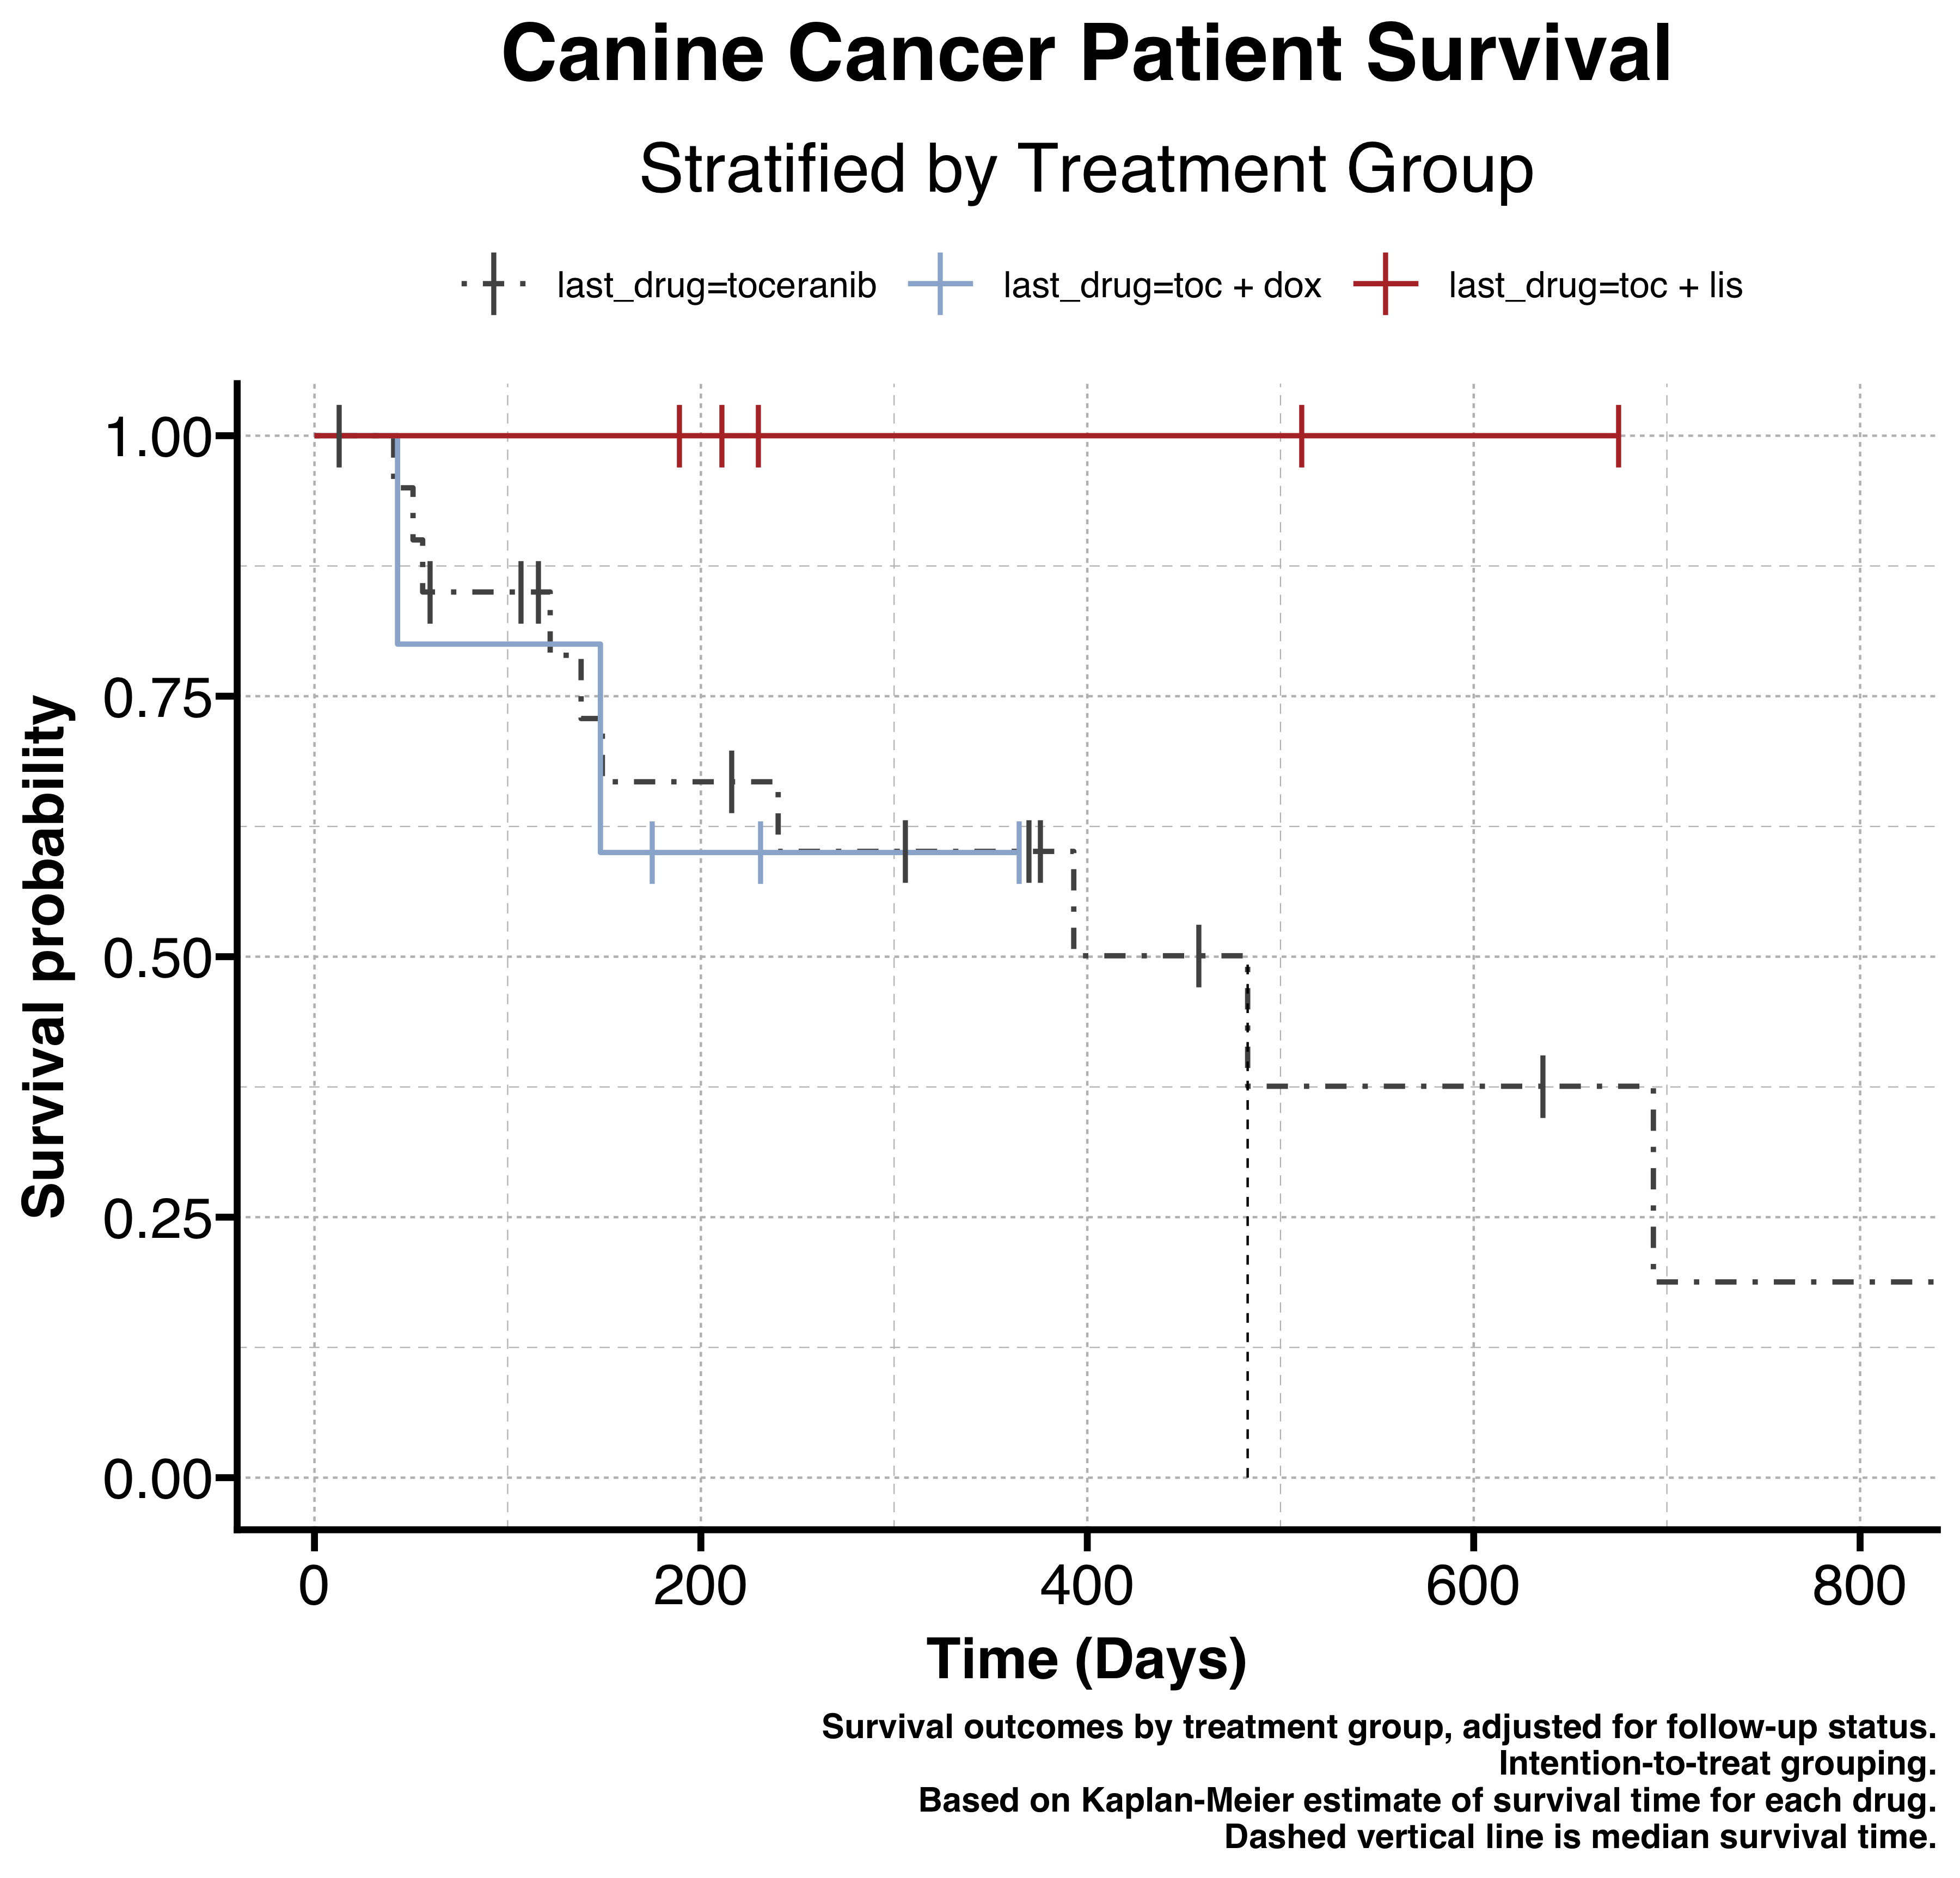 Canine Cancer Patient Survival
Stratified by Treatment Group
last_drug=toceranib last_drug=toc + dox last_drug=toc + lis
Survival probability
1.00
0.75
0.50
0.25
0.00
0 200 400 600 800
Time (Days)
Survival outcomes by treatment group, adjusted for follow-up status.
Intention-to-treat grouping.
Based on Kaplan-Meier estimate of survival time for each drug.
Dashed vertical line is median survival time.